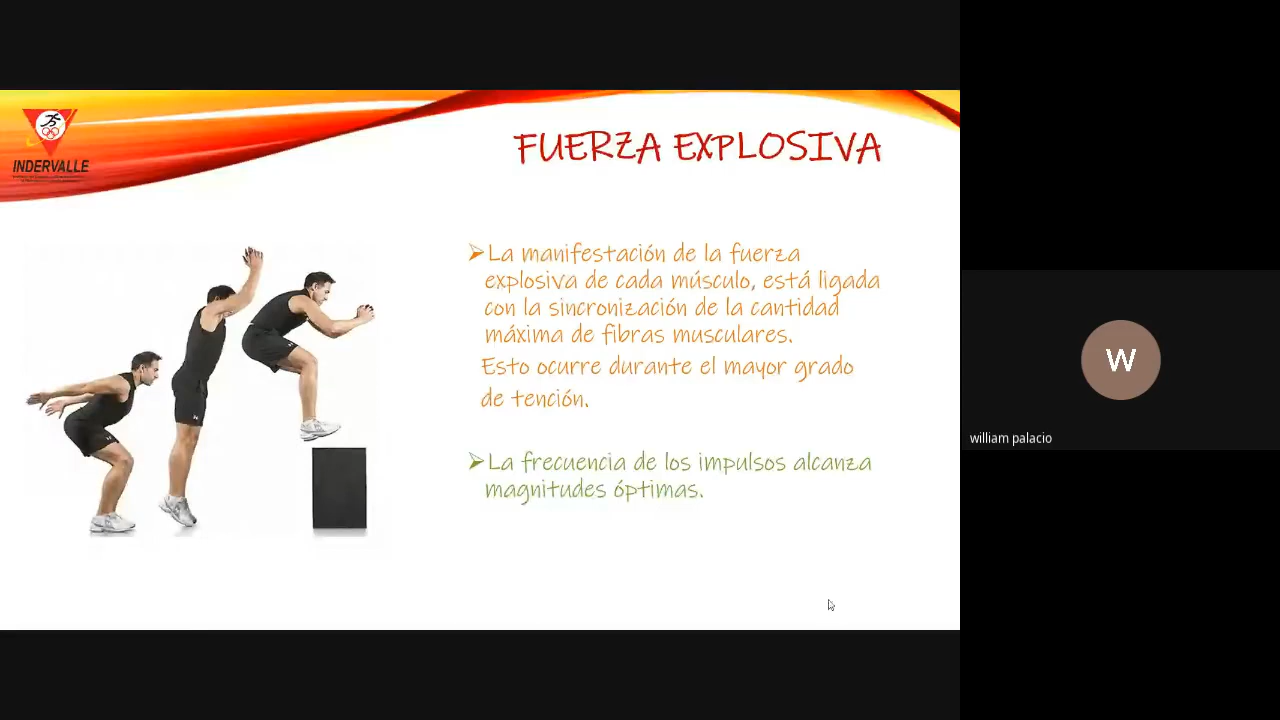 INDERVALLE
FUERZA EXPLOSIVA
➢La manifestación de la fuerza
explosiva de cada músculo, está ligada
con la sincronización de la cantidad
máxima de fibras musculares.
Esto ocurre durante el mayor grado
de tención.
➢La frecuencia de los impulsos alcanza
magnitudes óptimas.
W
william palacio